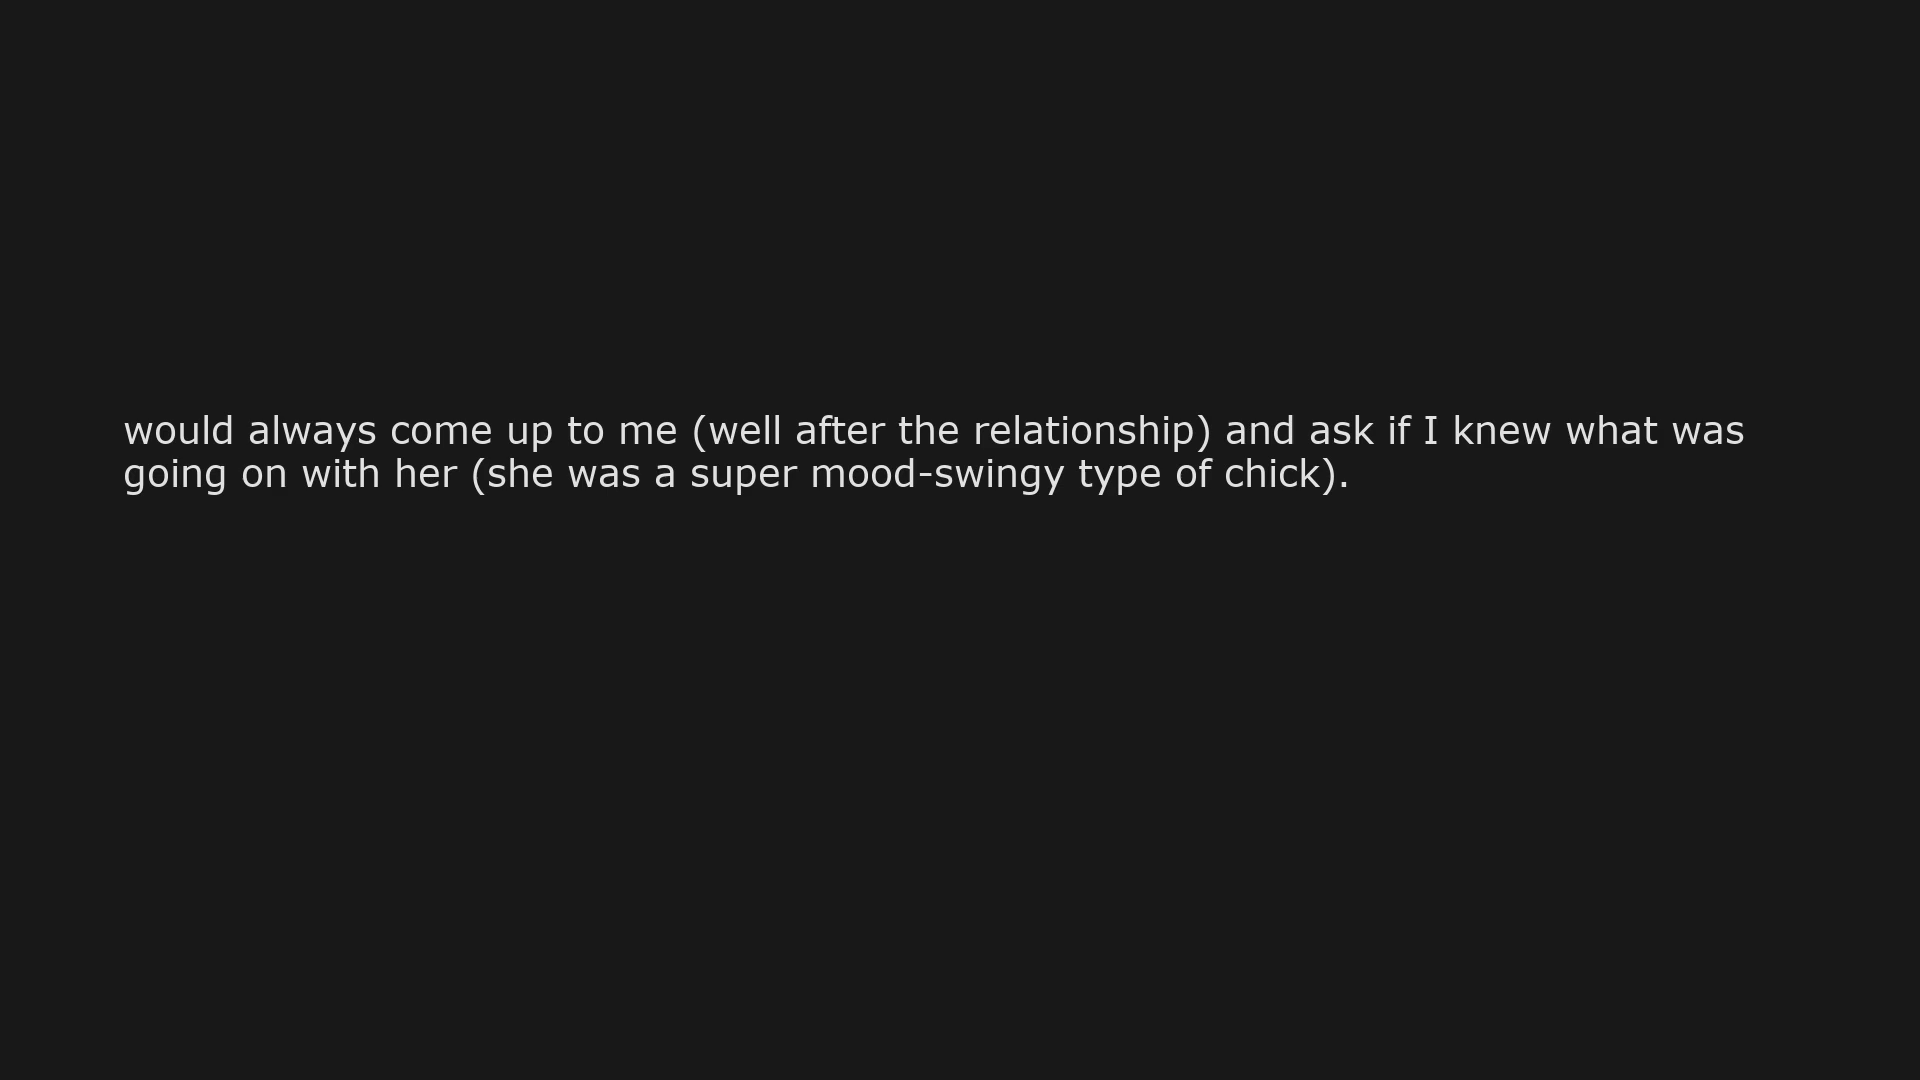 would always come up to me (well after the relationship) and ask if I knew what was
going on with her (she was a super mood-swingy type of chick).